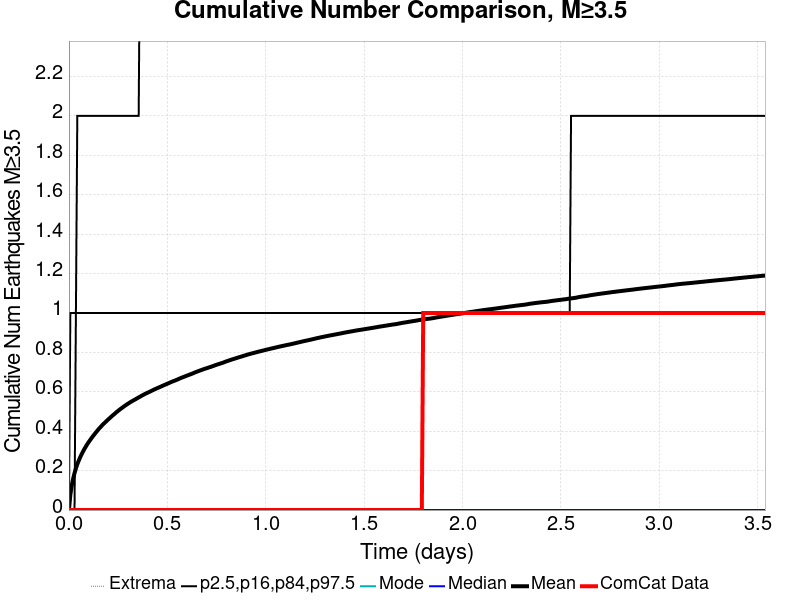 Cumulative Number Comparison, M≥3.5
Cumulative Num Earthquakes M≥3.5
2.2
2
1.8
1.6
1.4
1.2
1
0.8
0.6
0.4
0.2
0
0.0 0.5 1.0 1.5 2.0 2.5 3.0 3.5
Time (days)
Extrema p2.5,p16,p84,p97.5 Mode Median Mean ComCat Data